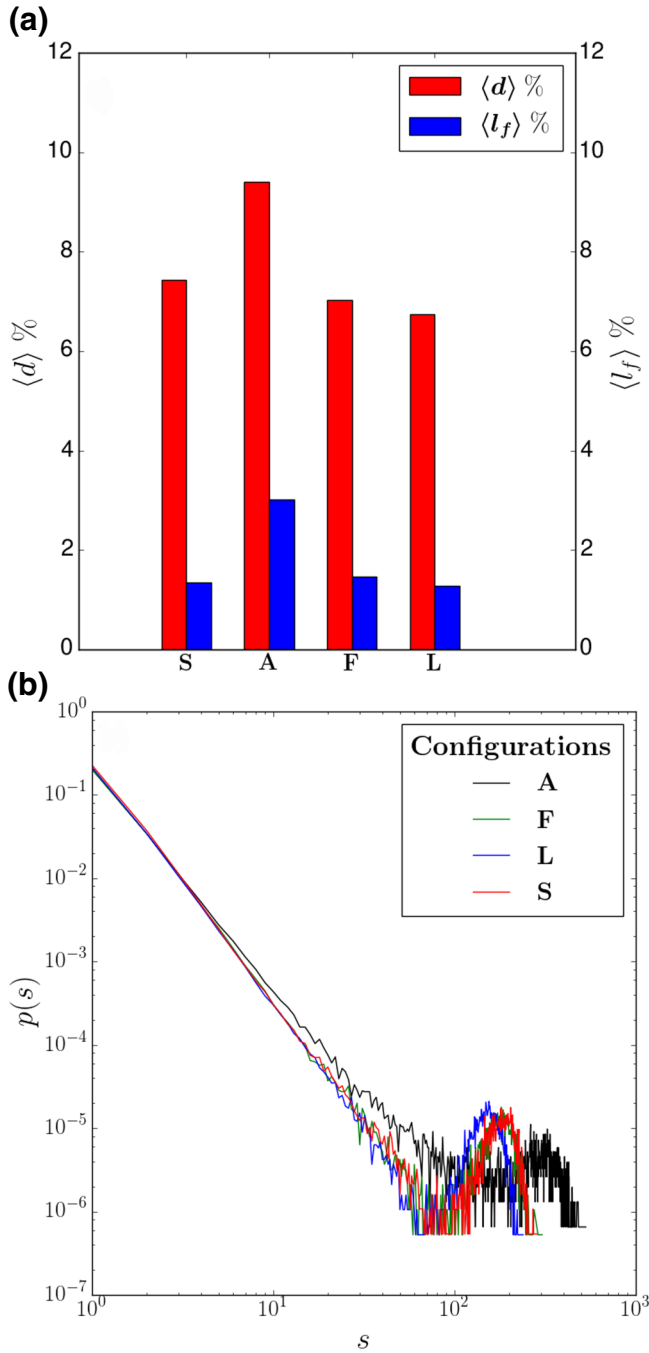 (a)
12
12
⟨d⟩ %
⟨l_f⟩ %
10
10
8
8
6
6
4
4
2
2
0
0
⟨d⟩ %
⟨l_f⟩ %
S A F L
(b)
10^0
Configurations
A
F
L
S
10^-1
10^-2
10^-3
10^-4
10^-5
10^-6
10^-7
p(s)
10^0 10^1 10^2 10^3
s